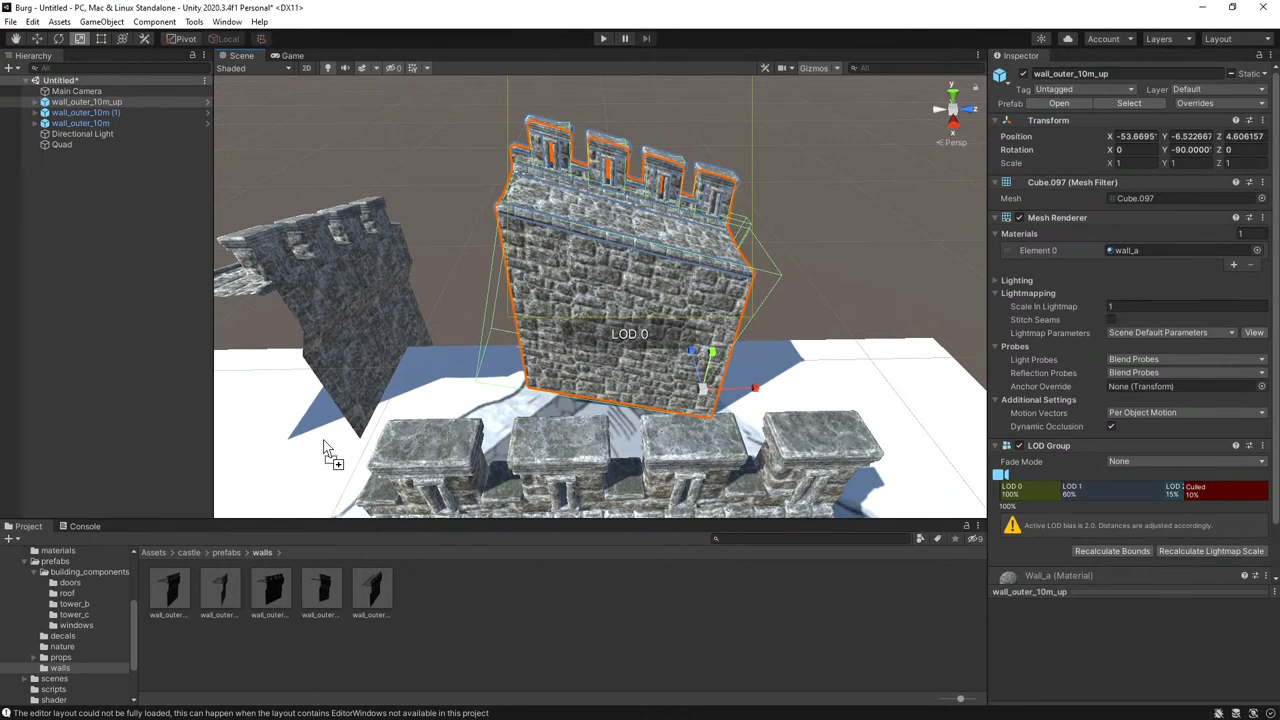 Burg - Untitled - PC, Mac & Linux Standalone - Unity 2020.3.4f1 Personal* <DX11>
File Edit Assets GameObject Component Tools Window Help
Pivot Local Account Layers Layout
Hierarchy Scene Game Inspector
All Shaded 2D 0 Gizmos All
wall_outer_10m_up Static
Untitled*
Main Camera
wall_outer_10m_up
wall_outer_10m (1)
wall_outer_10m
Directional Light
Quad
y
z
Persp
LOD 0
Tag Untagged Layer Default
Prefab Open Select Overrides
Transform
Position X -53.6695 Y -6.522667 Z 4.606157
Rotation X 0 Y -90.0000 Z 0
Scale X 1 Y 1 Z 1
Cube.097 (Mesh Filter)
Mesh Cube.097
Mesh Renderer
Materials 1
Element 0 wall_a
Lighting
Lightmapping
Scale In Lightmap 1
Stitch Seams
Lightmap Parameters Scene Default Parameters View
Probes
Light Probes Blend Probes
Reflection Probes Blend Probes
Anchor Override None (Transform)
Additional Settings
Motion Vectors Per Object Motion
Dynamic Occlusion
LOD Group
Fade Mode None
LOD 0 LOD 1 LOD Culled
100% 60% 15% 10%
100%
Active LOD bias is 2.0. Distances are adjusted accordingly.
Recalculate Bounds Recalculate Lightmap Scale
Wall_a (Material)
wall_outer_10m_up
Project Console
9
Assets castle prefabs walls
materials
prefabs
building_components
doors
roof
tower_b
tower_c
windows
decals
nature
props
walls
scenes
scripts
shader
wall_outer... wall_outer... wall_outer... wall_outer... wall_outer...
The editor layout could not be fully loaded, this can happen when the layout contains EditorWindows not available in this project